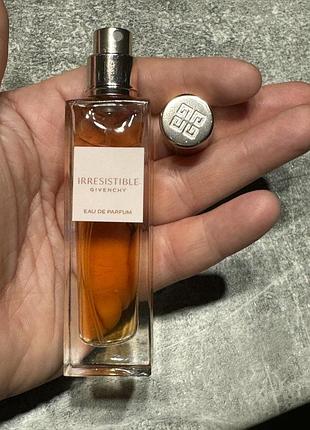 IRRESISTIBLE
GIVENCHY
EAU DE PARFUM